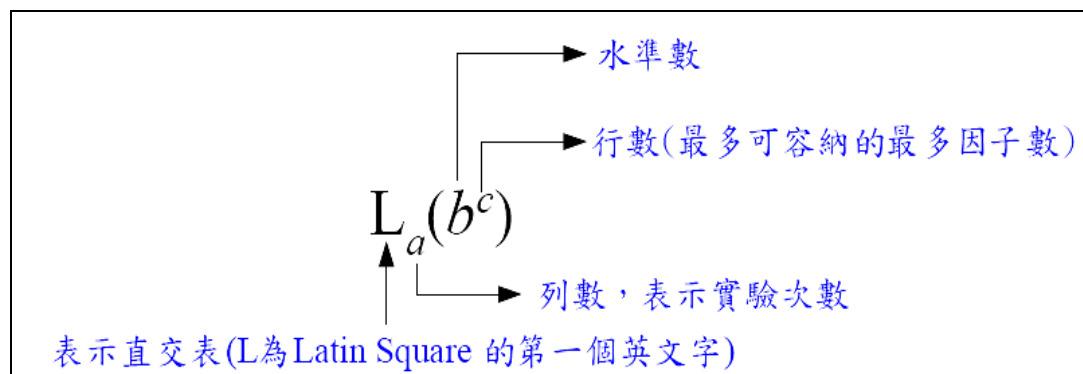 水準數
行數(最多可容納的最多因子數)
L_a(b^c)
列數,表示實驗次數
表示直交表(L為Latin Square 的第一個英文字)